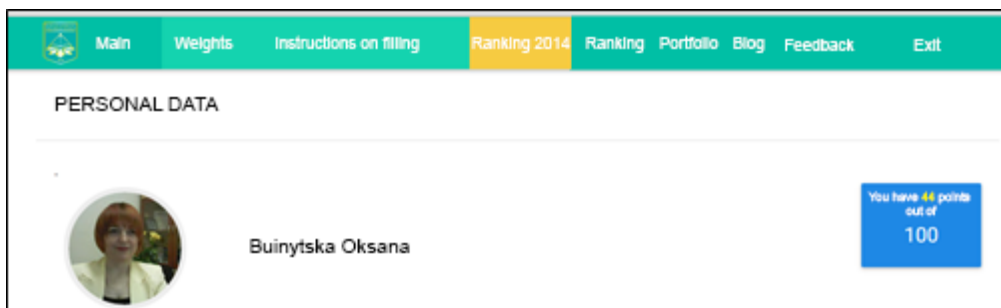 Main Weights Instructions on filling Ranking 2014 Ranking Portfolio Blog Feedback Exit
PERSONAL DATA
You have 44 points
out of
100
Buinytska Oksana